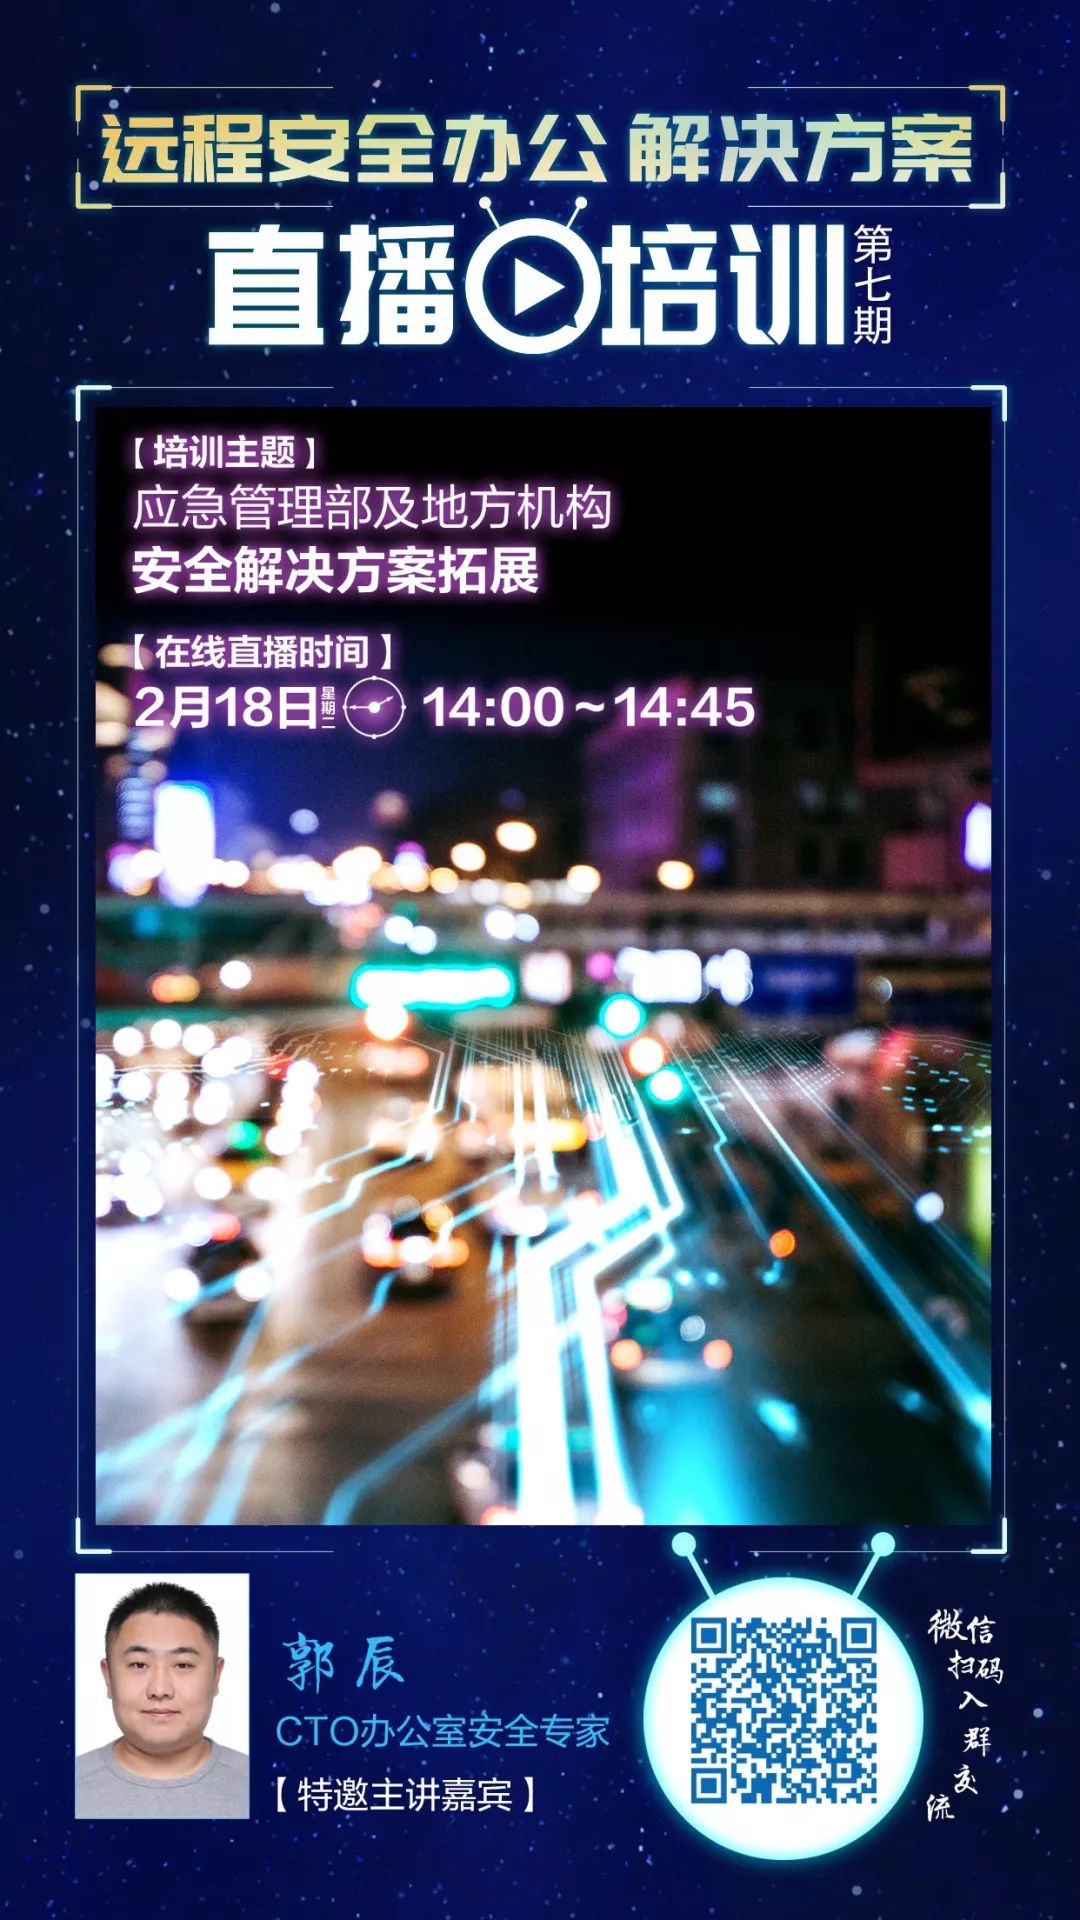 远程安全办公 解决方案
直播培训
第七期
【培训主题】
应急管理部及地方机构
安全解决方案拓展
【在线直播时间】
2月18日 星期二 14:00~14:45
郭辰
CTO办公室安全专家
【特邀主讲嘉宾】
微信
扫码
入
群
交
流